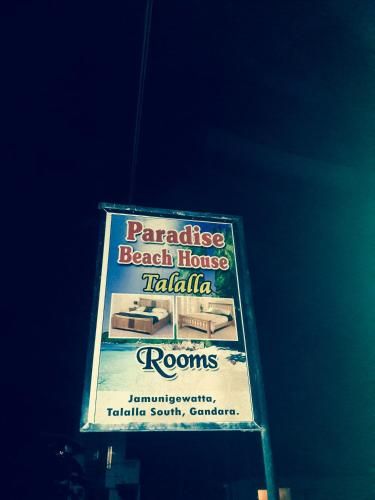 Paradise
Beach House
Talalla
Rooms
Jamunigewatta,
Talalla South, Gandara.